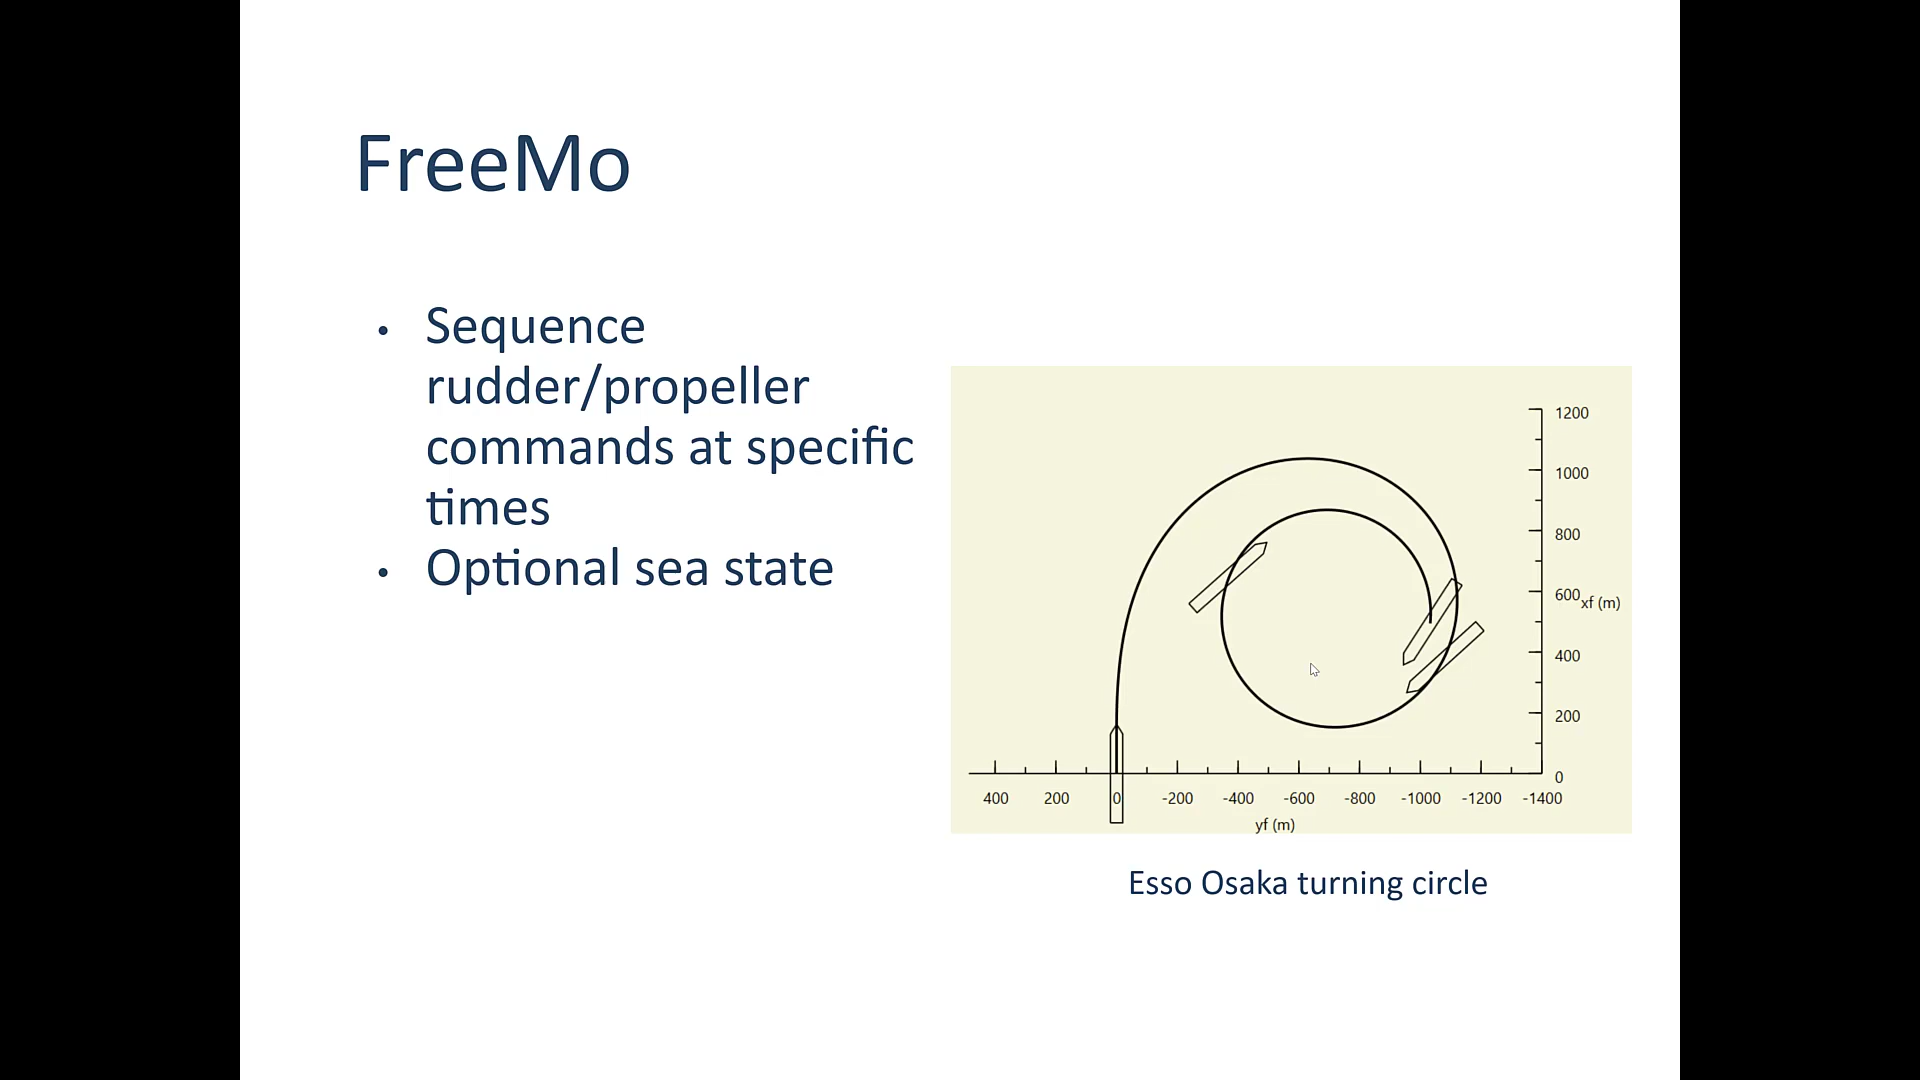 FreeMo
• Sequence
rudder/propeller
commands at specific
times
• Optional sea state
1200
1000
800
600
xf (m)
400
200
0
400 200 0 -200 -400 -600 -800 -1000 -1200 -1400
yf (m)
Esso Osaka turning circle